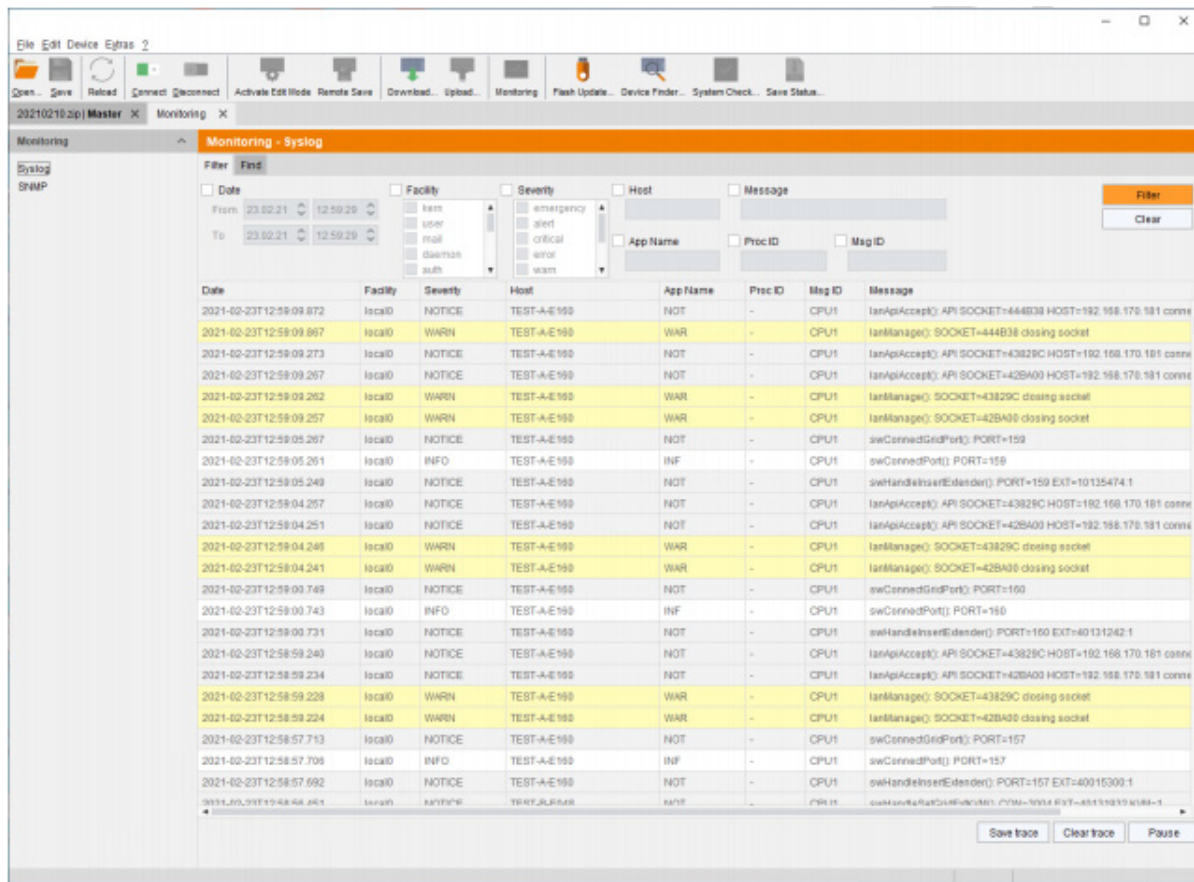 File Edit Device Extras ?
Open... Save Reload Connect Disconnect Activate Edit Mode Remote Save Download... Upload... Monitoring Flash Update... Device Finder... System Check... Save Status...
20210210.zip | Master X Monitoring X
Monitoring
Monitoring - Syslog
Syslog
SNMP
Filter Find
Date Facility Severity Host Message
From 23.02.21 12:59:29
To 23.02.21 12:59:29
kern
user
mail
daemon
auth
emergency
alert
critical
error
warn
App Name Proc ID Msg ID
Filter
Clear
Date Facility Severity Host App Name Proc ID Msg ID Message
2021-02-23T12:59:09.872 local0 NOTICE TEST-A-E160 NOT - CPU1 lanApiAccept(): API SOCKET=444B38 HOST=192.168.170.181 conne
2021-02-23T12:59:09.867 local0 WARN TEST-A-E160 WAR - CPU1 lanManage(): SOCKET=444B38 closing socket
2021-02-23T12:59:09.273 local0 NOTICE TEST-A-E160 NOT - CPU1 lanApiAccept(): API SOCKET=43829C HOST=192.168.170.181 conne
2021-02-23T12:59:09.267 local0 NOTICE TEST-A-E160 NOT - CPU1 lanApiAccept(): API SOCKET=42BA00 HOST=192.168.170.181 conne
2021-02-23T12:59:09.262 local0 WARN TEST-A-E160 WAR - CPU1 lanManage(): SOCKET=43829C closing socket
2021-02-23T12:59:09.257 local0 WARN TEST-A-E160 WAR - CPU1 lanManage(): SOCKET=42BA00 closing socket
2021-02-23T12:59:05.267 local0 NOTICE TEST-A-E160 NOT - CPU1 swConnectGridPort(): PORT=159
2021-02-23T12:59:05.261 local0 INFO TEST-A-E160 INF - CPU1 swConnectPort(): PORT=159
2021-02-23T12:59:05.249 local0 NOTICE TEST-A-E160 NOT - CPU1 swHandleInsertExtender(): PORT=159 EXT=10135474:1
2021-02-23T12:59:04.257 local0 NOTICE TEST-A-E160 NOT - CPU1 lanApiAccept(): API SOCKET=43829C HOST=192.168.170.181 conne
2021-02-23T12:59:04.251 local0 NOTICE TEST-A-E160 NOT - CPU1 lanApiAccept(): API SOCKET=42BA00 HOST=192.168.170.181 conne
2021-02-23T12:59:04.246 local0 WARN TEST-A-E160 WAR - CPU1 lanManage(): SOCKET=43829C closing socket
2021-02-23T12:59:04.241 local0 WARN TEST-A-E160 WAR - CPU1 lanManage(): SOCKET=42BA00 closing socket
2021-02-23T12:59:00.749 local0 NOTICE TEST-A-E160 NOT - CPU1 swConnectGridPort(): PORT=160
2021-02-23T12:59:00.743 local0 INFO TEST-A-E160 INF - CPU1 swConnectPort(): PORT=160
2021-02-23T12:59:00.731 local0 NOTICE TEST-A-E160 NOT - CPU1 swHandleInsertExtender(): PORT=160 EXT=40131242:1
2021-02-23T12:58:59.240 local0 NOTICE TEST-A-E160 NOT - CPU1 lanApiAccept(): API SOCKET=43829C HOST=192.168.170.181 conne
2021-02-23T12:58:59.234 local0 NOTICE TEST-A-E160 NOT - CPU1 lanApiAccept(): API SOCKET=42BA00 HOST=192.168.170.181 conne
2021-02-23T12:58:59.228 local0 WARN TEST-A-E160 WAR - CPU1 lanManage(): SOCKET=43829C closing socket
2021-02-23T12:58:59.224 local0 WARN TEST-A-E160 WAR - CPU1 lanManage(): SOCKET=42BA00 closing socket
2021-02-23T12:58:57.713 local0 NOTICE TEST-A-E160 NOT - CPU1 swConnectGridPort(): PORT=157
2021-02-23T12:58:57.706 local0 INFO TEST-A-E160 INF - CPU1 swConnectPort(): PORT=157
2021-02-23T12:58:57.692 local0 NOTICE TEST-A-E160 NOT - CPU1 swHandleInsertExtender(): PORT=157 EXT=40015300:1
2021-02-23T12:58:56.451 local0 NOTICE TEST-B-E048 NOT - CPU1
Save trace Clear trace Pause